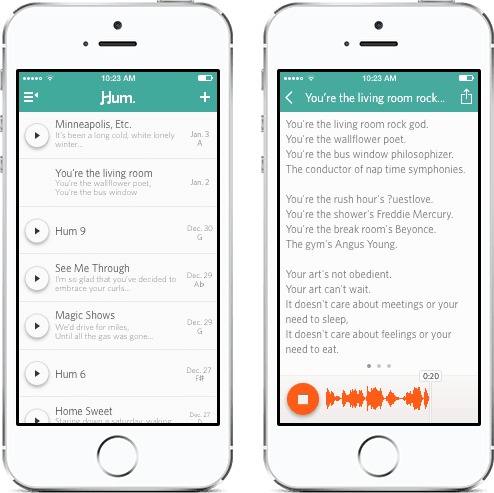 10:23 AM
Hum.
Minneapolis, Etc.
It's been a long cold, white lonely
winter...
Jan. 3
A
You're the living room
You're the wallflower poet,
You're the bus window
Jan. 2
Hum 9
Dec. 30
G
See Me Through
I'm so glad that you've decided to
embrace your curls...
Dec. 29
A♭
Magic Shows
We'd drive for miles,
Until all the gas was gone...
Dec. 29
G
Hum 6
Dec. 27
F#
Home Sweet
Staring down a saturday, waking
Dec. 27
10:23 AM
You're the living room rock...
You're the living room rock god.
You're the wallflower poet.
You're the bus window philosophizer.
The conductor of nap time symphonies.
You're the rush hour's ?uestlove.
You're the shower's Freddie Mercury.
You're the break room's Beyonce.
The gym's Angus Young.
Your art's not obedient.
Your art can't wait.
It doesn't care about meetings or your
need to sleep,
It doesn't care about feelings or your
need to eat.
0:20